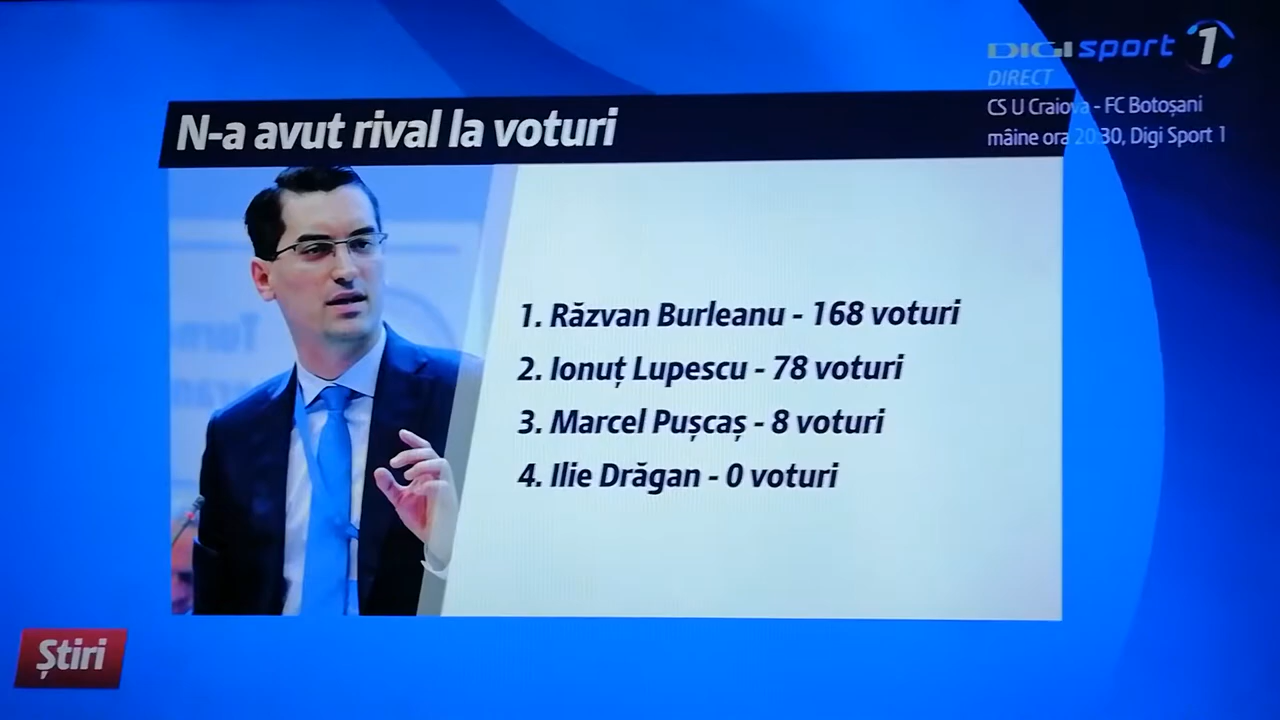 DIGI sport 1
DIRECT
CS U Craiova - FC Botoșani
mâine ora 20:30, Digi Sport 1
N-a avut rival la voturi
1. Răzvan Burleanu - 168 voturi
2. Ionuț Lupescu - 78 voturi
3. Marcel Pușcaș - 8 voturi
4. Ilie Drăgan - 0 voturi
Știri